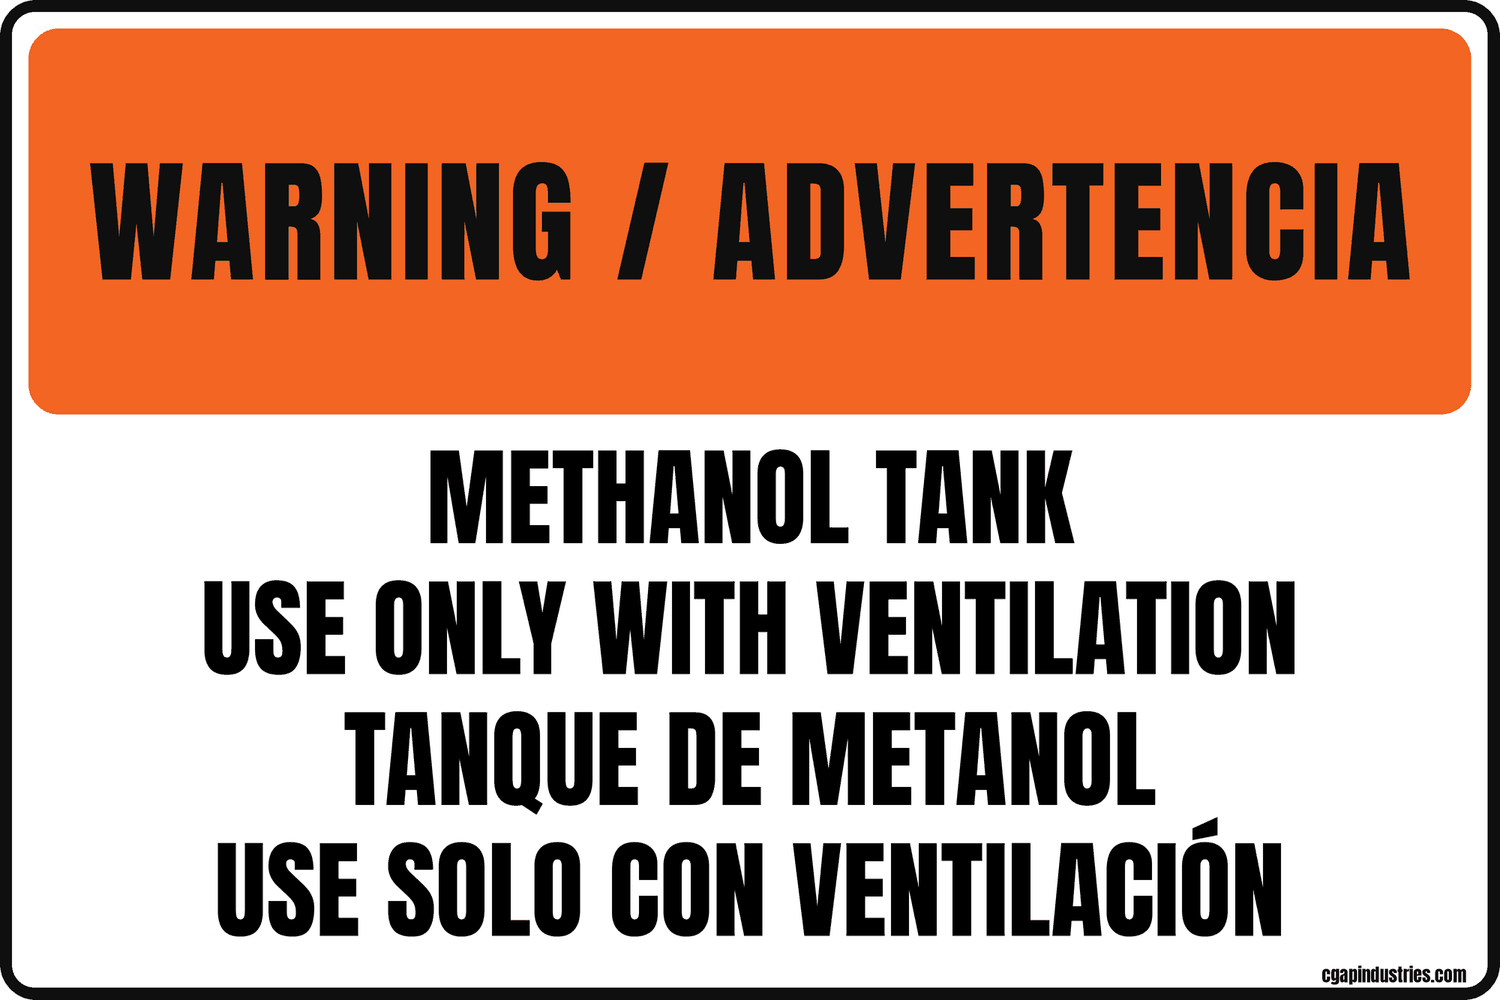 WARNING / ADVERTENCIA
METHANOL TANK
USE ONLY WITH VENTILATION
TANQUE DE METANOL
USE SOLO CON VENTILACIÓN
cgapindustries.com